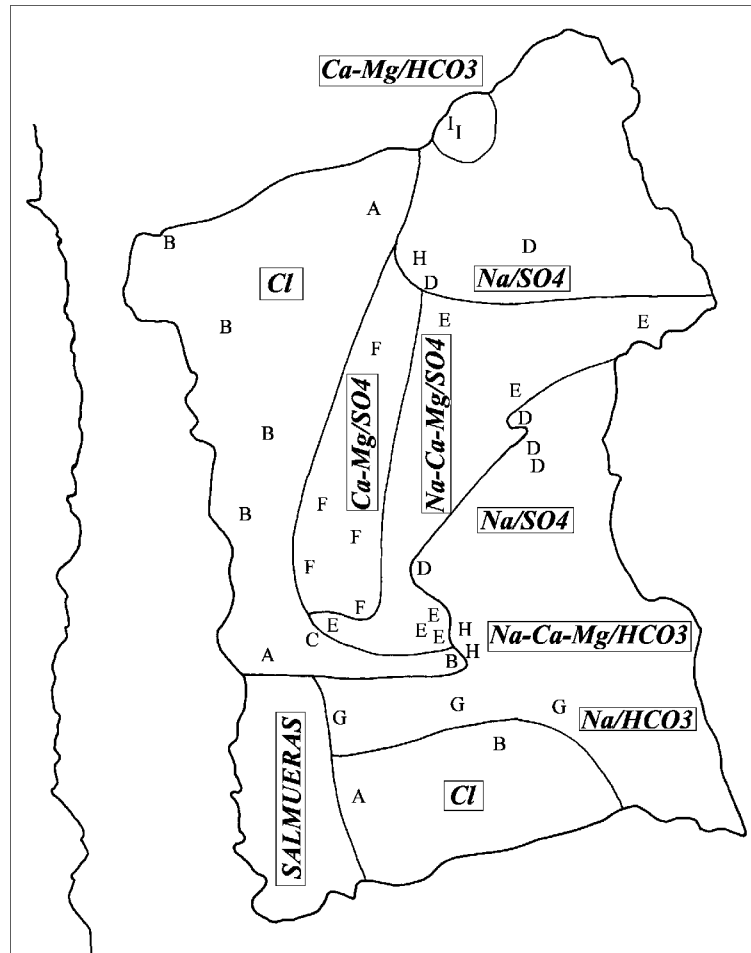 Ca-Mg/HCO3
I
I
A
B
H
D
Cl
D
Na/SO4
B
E
E
F
Ca-Mg/SO4
Na-Ca-Mg/SO4
E
D
B
D
D
F
B
Na/SO4
F
F
D
F
E
E
E
E
H
Na-Ca-Mg/HCO3
C
H
A
B
G
G
G
Na/HCO3
SALMUERAS
B
A
Cl